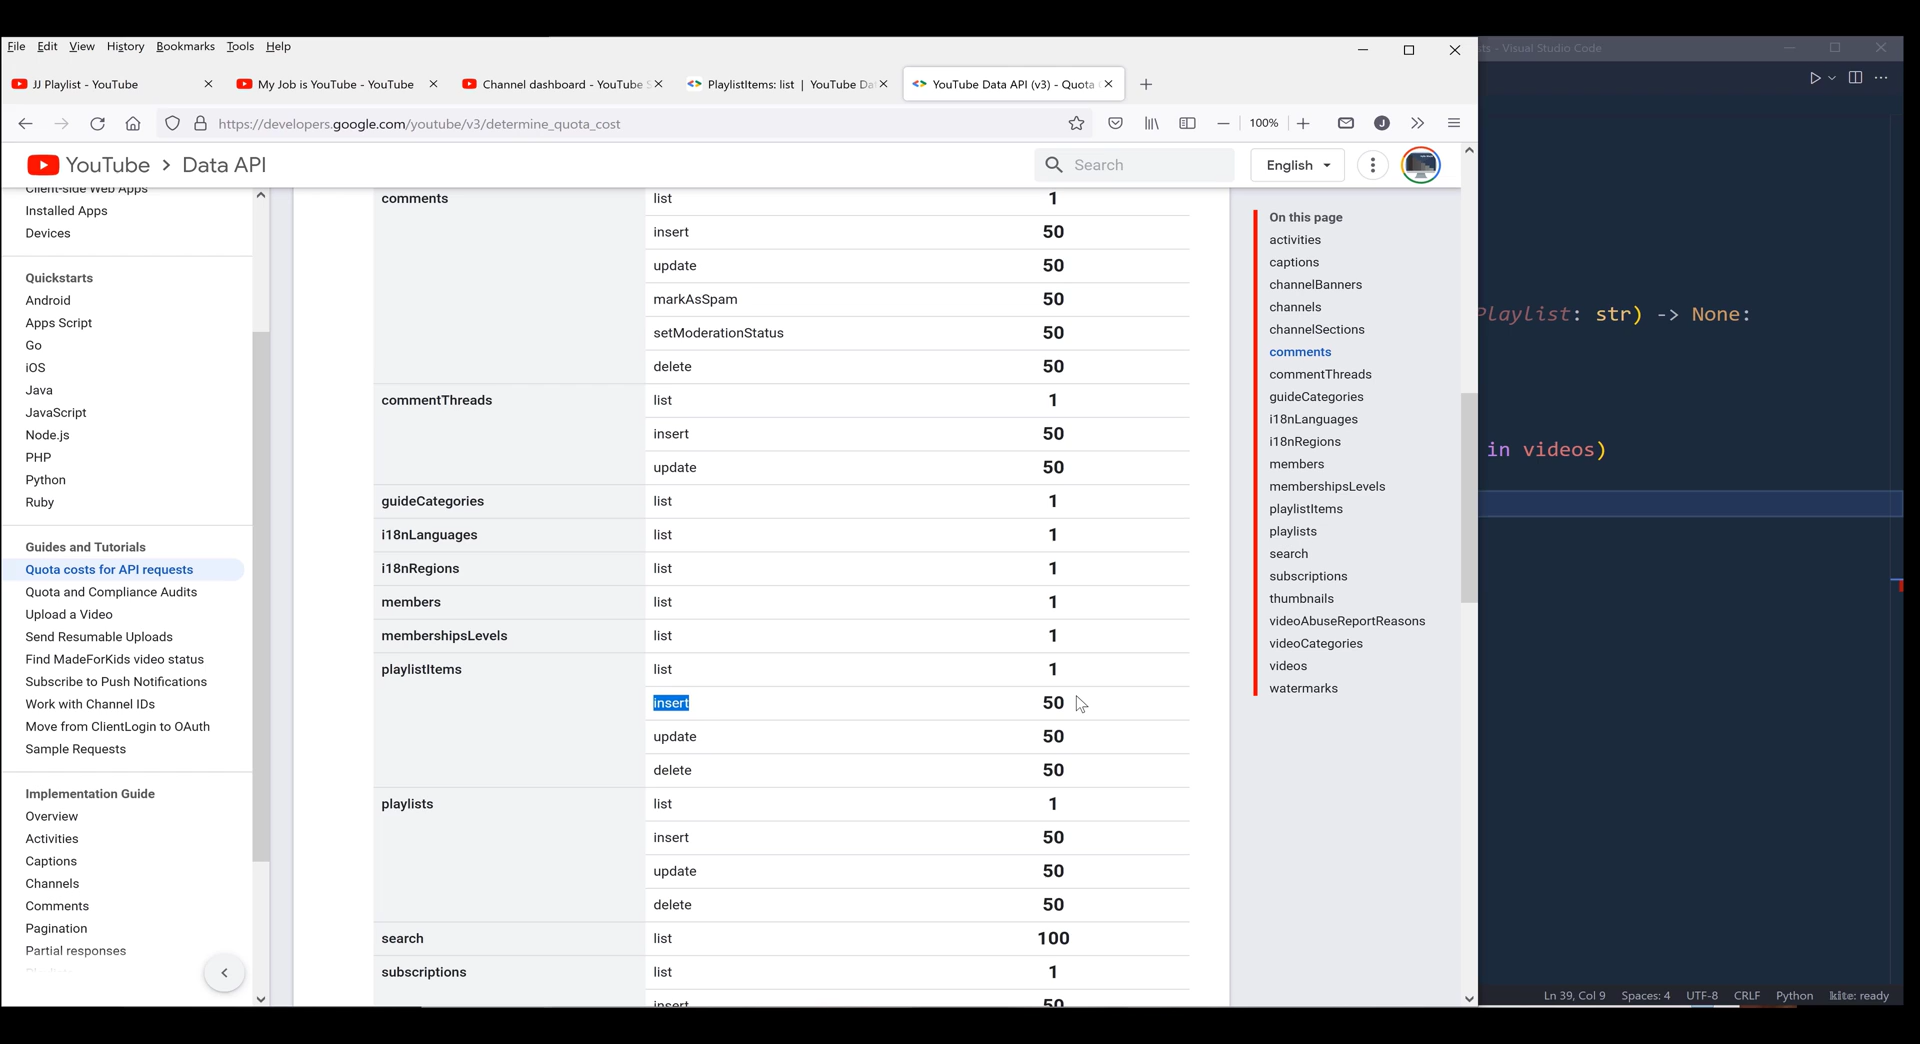 File Edit View History Bookmarks Tools Help
ts - Visual Studio Code
JJ Playlist - YouTube
My Job is YouTube - YouTube
Channel dashboard - YouTube S
PlaylistItems: list | YouTube Dat
YouTube Data API (v3) - Quota
https://developers.google.com/youtube/v3/determine_quota_cost
100%
J
YouTube > Data API
Search
English
Client-side Web Apps
Installed Apps
Devices
Quickstarts
Android
Apps Script
Go
iOS
Java
JavaScript
Node.js
PHP
Python
Ruby
Guides and Tutorials
Quota costs for API requests
Quota and Compliance Audits
Upload a Video
Send Resumable Uploads
Find MadeForKids video status
Subscribe to Push Notifications
Work with Channel IDs
Move from ClientLogin to OAuth
Sample Requests
Implementation Guide
Overview
Activities
Captions
Channels
Comments
Pagination
Partial responses
comments list 1
insert 50
update 50
markAsSpam 50
setModerationStatus 50
delete 50
commentThreads list 1
insert 50
update 50
guideCategories list 1
i18nLanguages list 1
i18nRegions list 1
members list 1
membershipsLevels list 1
playlistItems list 1
insert 50
update 50
delete 50
playlists list 1
insert 50
update 50
delete 50
search list 100
subscriptions list 1
insert 50
On this page
activities
captions
channelBanners
channels
channelSections
comments
commentThreads
guideCategories
i18nLanguages
i18nRegions
members
membershipsLevels
playlistItems
playlists
search
subscriptions
thumbnails
videoAbuseReportReasons
videoCategories
videos
watermarks
Playlist: str) -> None:
in videos)
Ln 39, Col 9 Spaces: 4 UTF-8 CRLF Python kite: ready